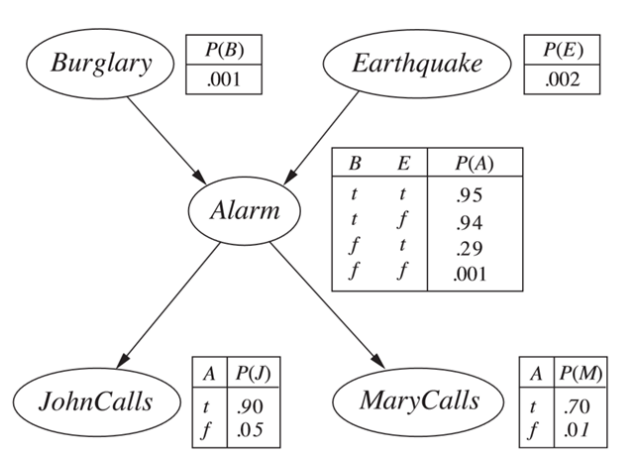 Burglary
P(B)
.001
Earthquake
P(E)
.002
Alarm
B E P(A)
t t .95
t f .94
f t .29
f f .001
JohnCalls
A P(J)
t .90
f .05
MaryCalls
A P(M)
t .70
f .01